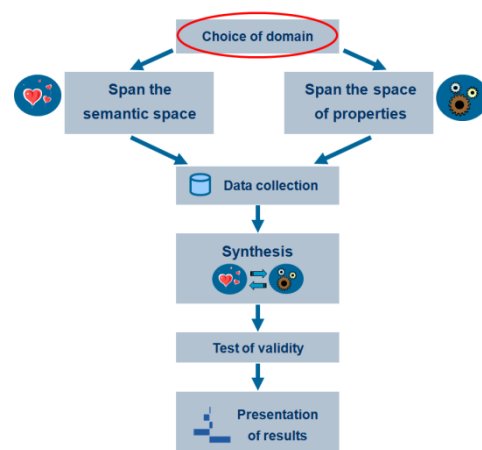 Choice of domain
Span the
semantic space
Span the space
of properties
Data collection
Synthesis
Test of validity
Presentation
of results